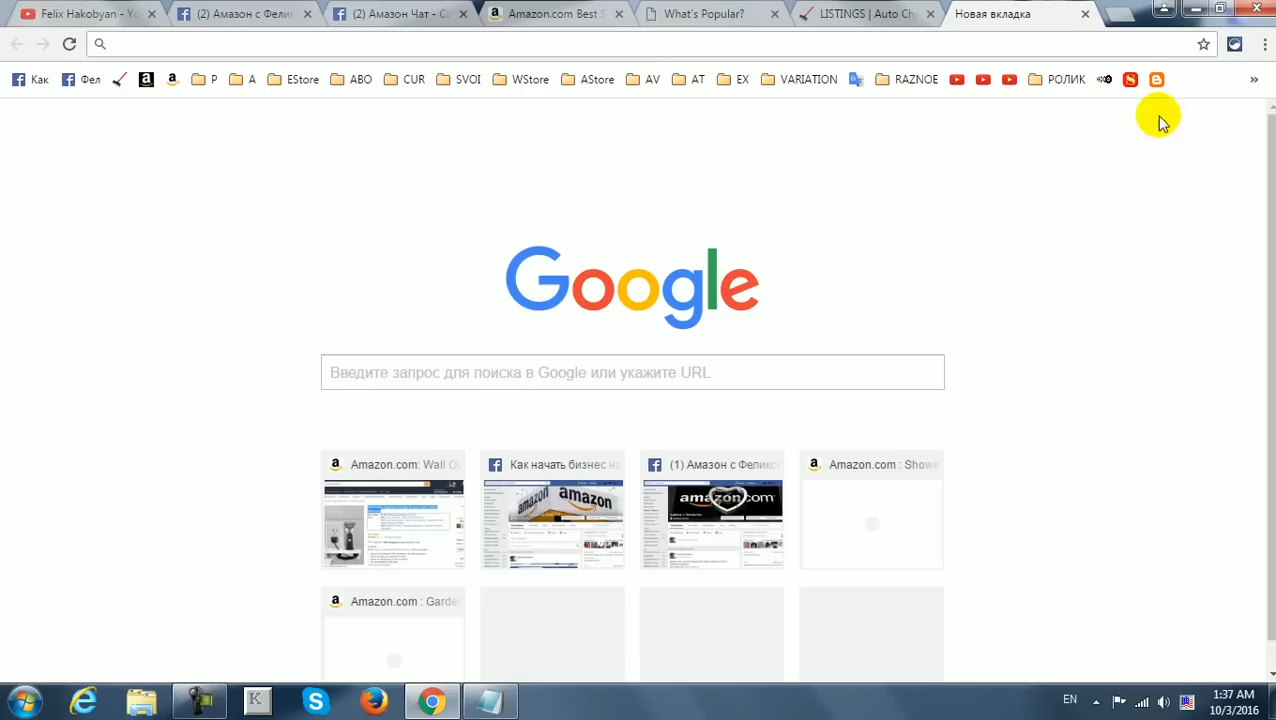 Felix Hakobyan - Yo
(2) Амазон с Фели
(2) Амазон Чат - С
Amazon.com Best S
What's Popular?
LISTINGS | Auto
Новая вкладка
Как
Фел
P
A
EStore
ABO
CUR
SVOI
WStore
AStore
AV
AT
EX
VARIATION
RAZNOE
РОЛИК
»
Google
Введите запрос для поиска в Google или укажите URL
Amazon.com: Wall O
Как начать бизнес на
(1) Амазон с Феликс
Amazon.com : Show
amazon
amazon.com
Amazon.com : Garde
EN
1:37 AM
10/3/2016